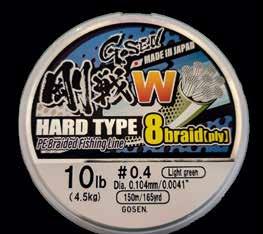 GOSEN
MADE IN JAPAN
剛戦W
HARD TYPE 8braid[ply]
PE Braided Fishing Line
10lb
(4.5kg)
#0.4
Light green
Dia. 0.104mm/0.0041"
150m/165yrd
GOSEN.